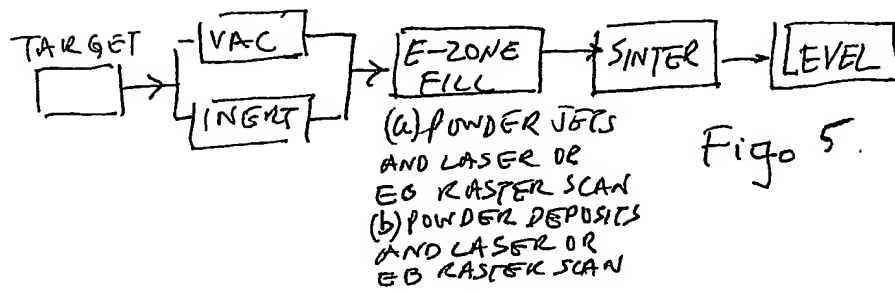 TARGET
VAC
INERT
E-ZONE
FILL
SINTER
LEVEL
(a) POWDER JETS
AND LASER OR
EB RASTER SCAN
(b) POWDER DEPOSITS
AND LASER OR
EB RASTER SCAN
Fig. 5.